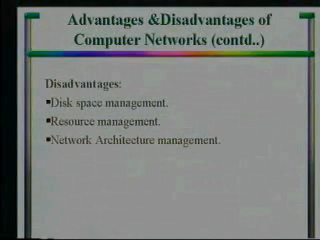 Advantages &Disadvantages of
Computer Networks (contd..)
Disadvantages:
▪Disk space management.
▪Resource management.
▪Network Architecture management.